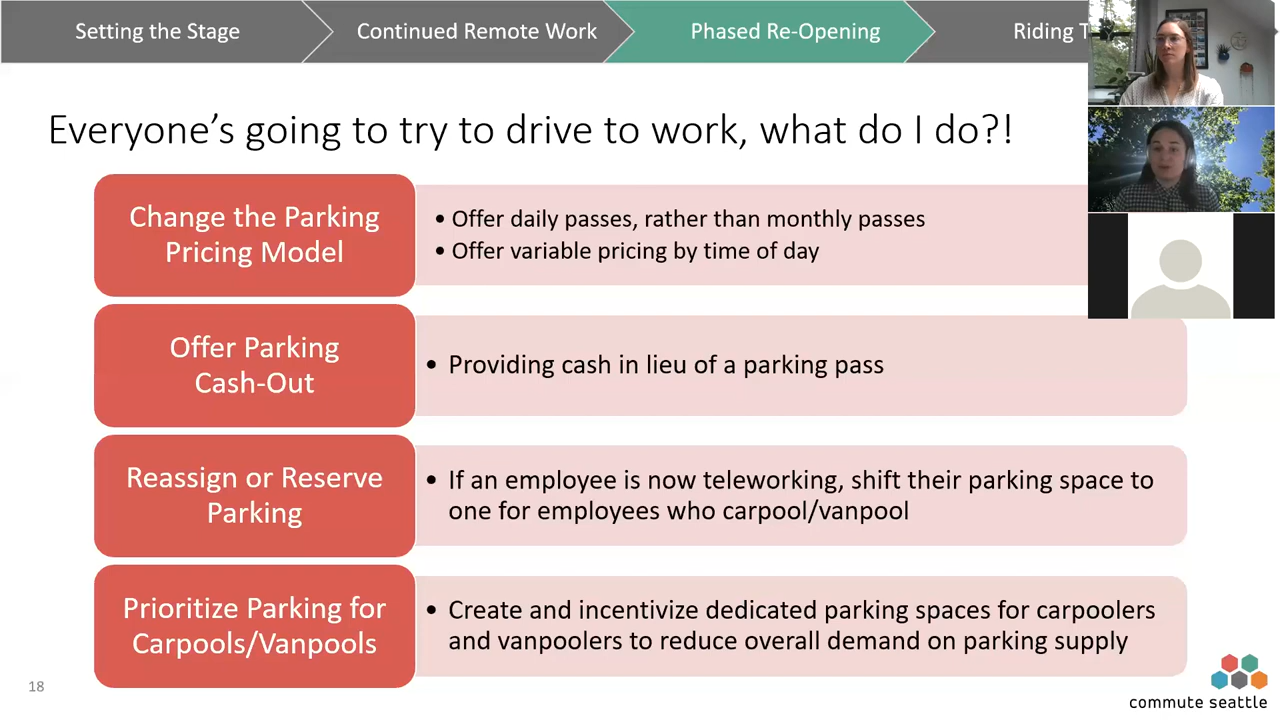 Setting the Stage
Continued Remote Work
Phased Re-Opening
Riding
Everyone's going to try to drive to work, what do I do?!
Change the Parking
Pricing Model
• Offer daily passes, rather than monthly passes
• Offer variable pricing by time of day
Offer Parking
Cash-Out
• Providing cash in lieu of a parking pass
Reassign or Reserve
Parking
• If an employee is now teleworking, shift their parking space to
one for employees who carpool/vanpool
Prioritize Parking for
Carpools/Vanpools
• Create and incentivize dedicated parking spaces for carpoolers
and vanpoolers to reduce overall demand on parking supply
18
commute seattle